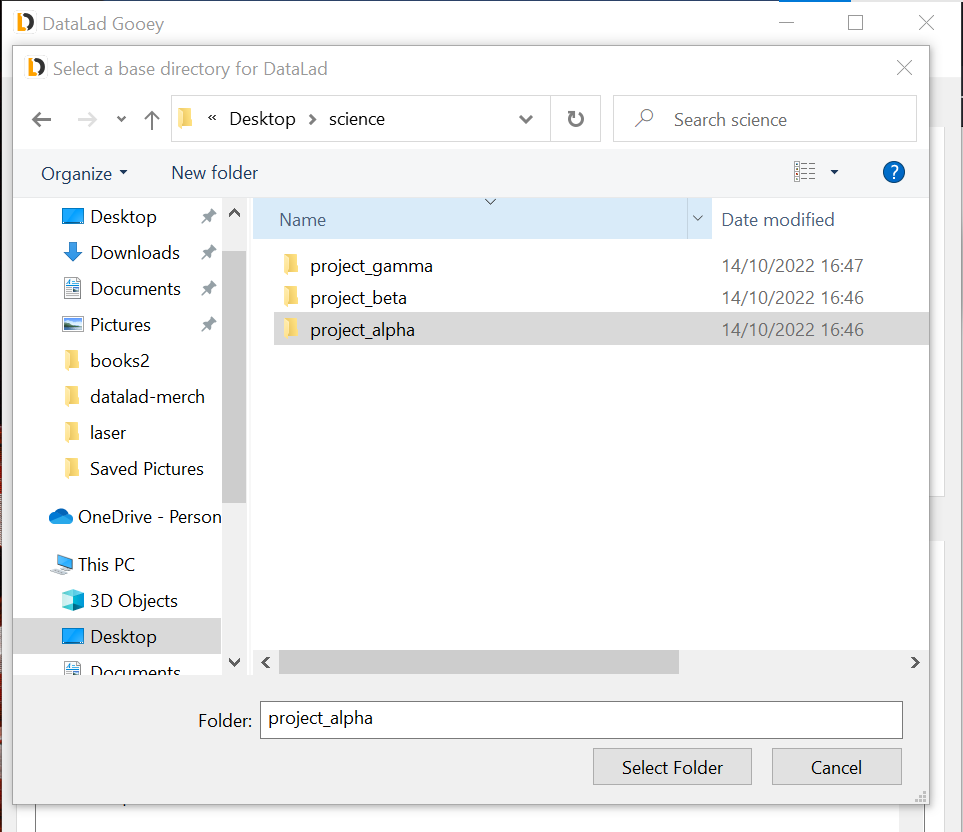 DataLad Gooey
Select a base directory for DataLad
« Desktop > science
Search science
Organize
New folder
?
Name
Date modified
Desktop
Downloads
Documents
Pictures
books2
datalad-merch
laser
Saved Pictures
OneDrive - Person
This PC
3D Objects
Desktop
Documents
project_gamma 14/10/2022 16:47
project_beta 14/10/2022 16:46
project_alpha 14/10/2022 16:46
Folder: project_alpha
Select Folder
Cancel